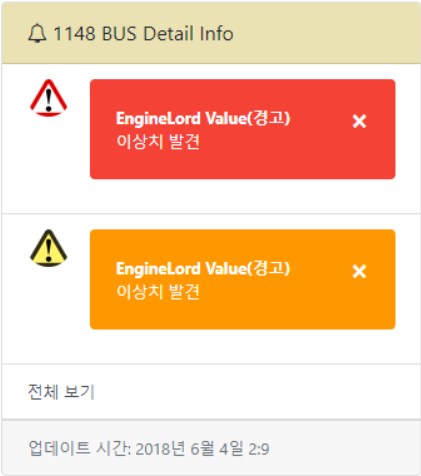 1148 BUS Detail Info
EngineLord Value(경고)
이상치 발견
EngineLord Value(경고)
이상치 발견
전체 보기
업데이트 시간: 2018년 6월 4일 2:9